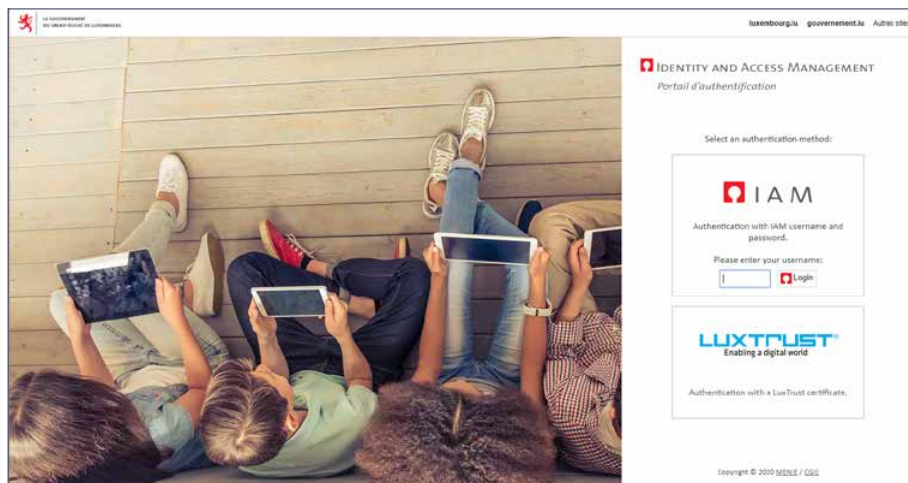 LE GOUVERNEMENT
DU GRAND-DUCHÉ DE LUXEMBOURG
luxembourg.lu gouvernement.lu Autres sites
IDENTITY AND ACCESS MANAGEMENT
Portail d'authentification
Select an authentication method:
IAM
Authentication with IAM username and
password.
Please enter your username:
Login
LUXTRUST
Enabling a digital world
Authentication with a LuxTrust certificate.
Copyright © 2020 MENJE / CGIE